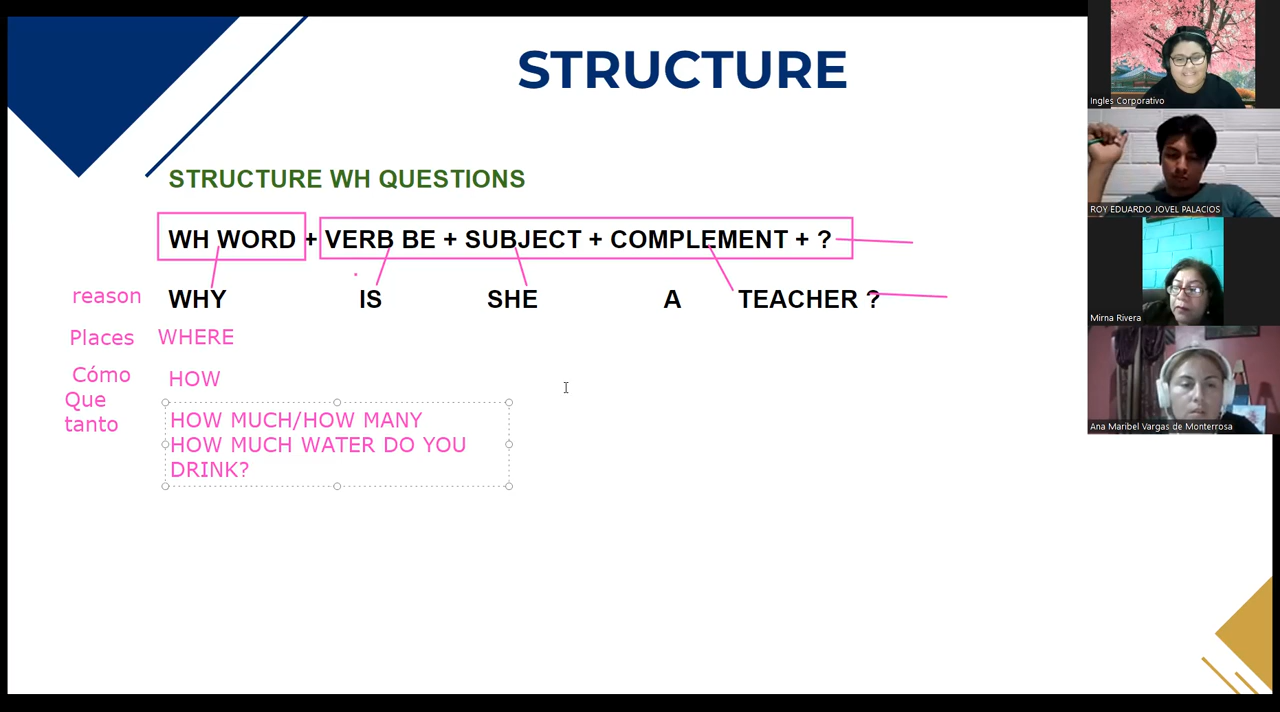 STRUCTURE
STRUCTURE WH QUESTIONS
WH WORD + VERB BE + SUBJECT + COMPLEMENT + ?
reason WHY IS SHE A TEACHER ?
Places WHERE
Cómo HOW
Que
tanto
HOW MUCH/HOW MANY
HOW MUCH WATER DO YOU
DRINK?
Ingles Corporativo
ROY EDUARDO JOVEL PALACIOS
Mirna Rivera
Ana Maribel Vargas de Monterrosa